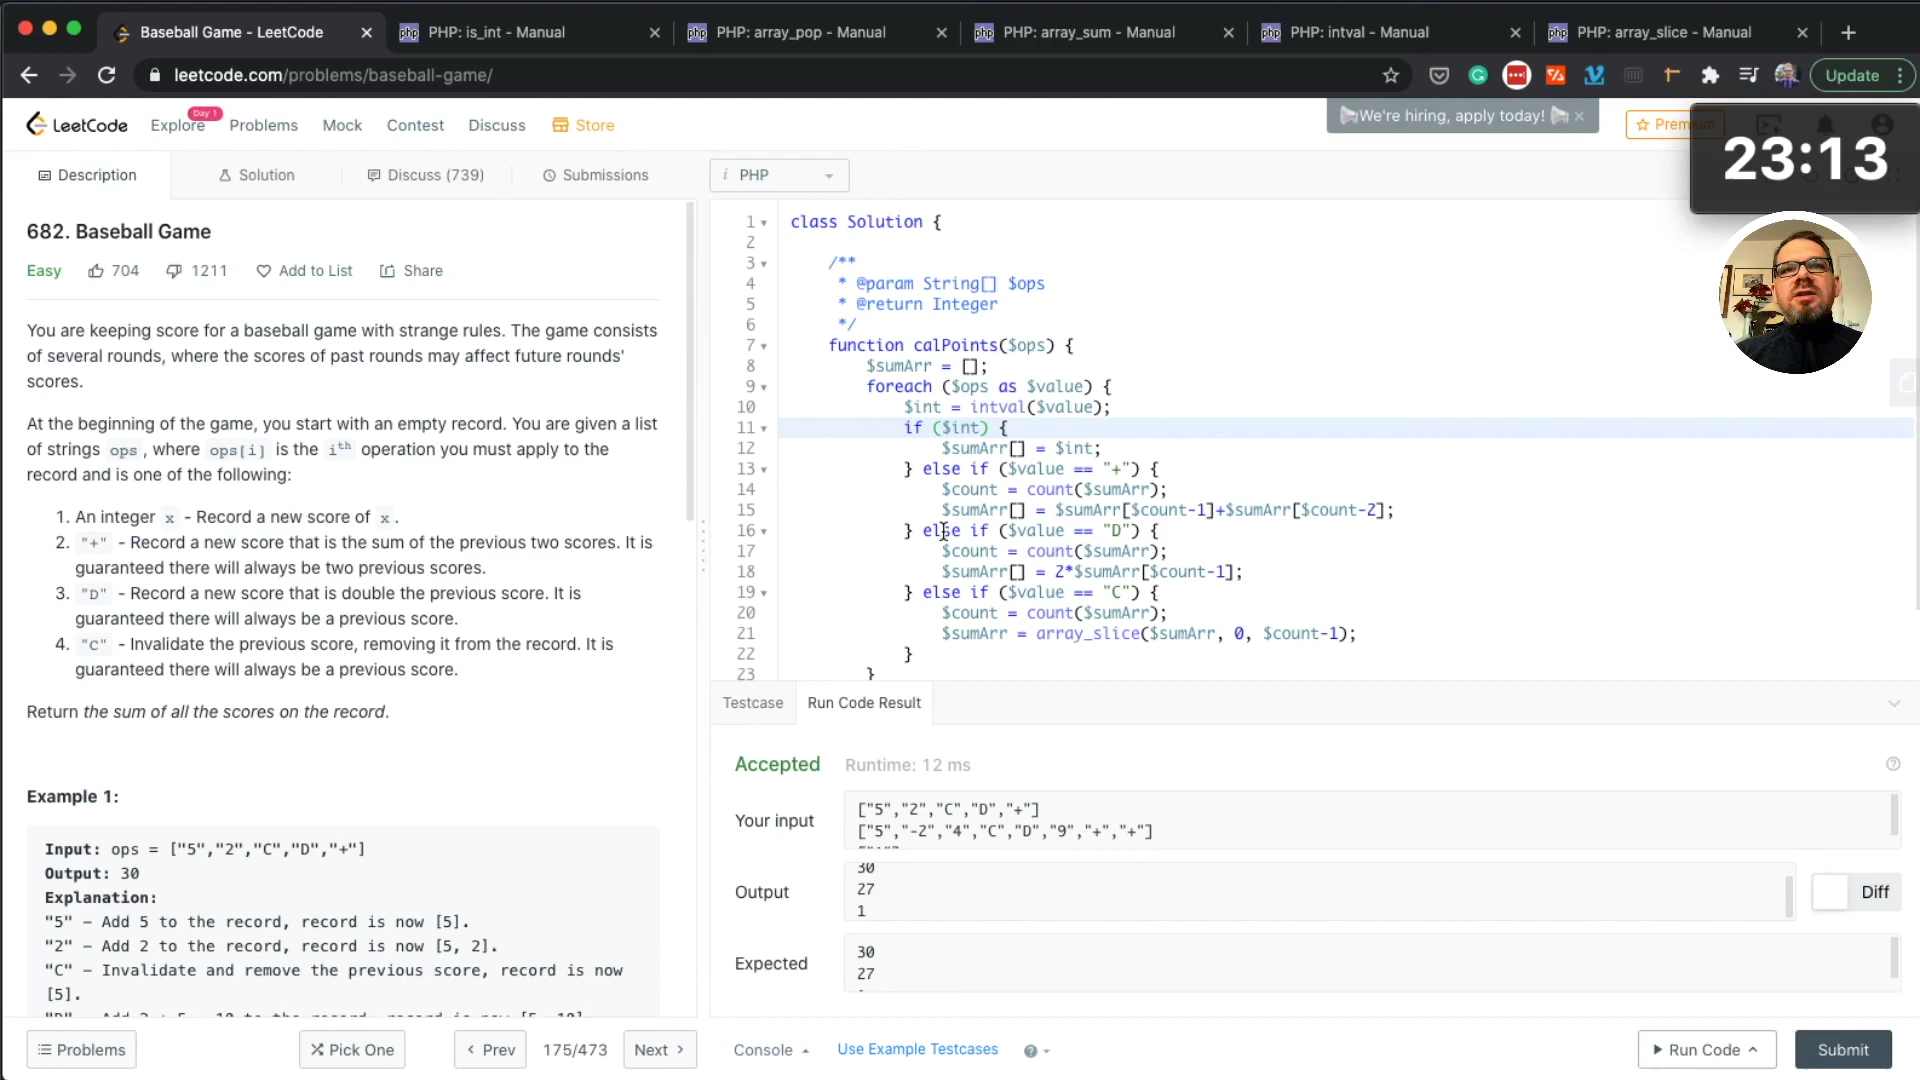 Baseball Game - LeetCode
PHP: is_int - Manual
PHP: array_pop - Manual
PHP: array_sum - Manual
PHP: intval - Manual
PHP: array_slice - Manual
leetcode.com/problems/baseball-game/
Update
We're hiring, apply today!
LeetCode
Explore
Day 1
Problems
Mock
Contest
Discuss
Store
Premium
23:13
Description
Solution
Discuss (739)
Submissions
i PHP
682. Baseball Game
Easy
704
1211
Add to List
Share
You are keeping score for a baseball game with strange rules. The game consists
of several rounds, where the scores of past rounds may affect future rounds'
scores.
At the beginning of the game, you start with an empty record. You are given a list
of strings ops, where ops[i] is the ith operation you must apply to the
record and is one of the following:
1. An integer x - Record a new score of x.
2. "+" - Record a new score that is the sum of the previous two scores. It is
guaranteed there will always be two previous scores.
3. "D" - Record a new score that is double the previous score. It is
guaranteed there will always be a previous score.
4. "C" - Invalidate the previous score, removing it from the record. It is
guaranteed there will always be a previous score.
Return the sum of all the scores on the record.
Example 1:
Input: ops = ["5","2","C","D","+"]
Output: 30
Explanation:
"5" - Add 5 to the record, record is now [5].
"2" - Add 2 to the record, record is now [5, 2].
"C" - Invalidate and remove the previous score, record is now
[5].
1 class Solution {
2
3 /**
4 * @param String[] $ops
5 * @return Integer
6 */
7 function calPoints($ops) {
8 $sumArr = [];
9 foreach ($ops as $value) {
10 $int = intval($value);
11 if ($int) {
12 $sumArr[] = $int;
13 } else if ($value == "+") {
14 $count = count($sumArr);
15 $sumArr[] = $sumArr[$count-1]+$sumArr[$count-2];
16 } else if ($value == "D") {
17 $count = count($sumArr);
18 $sumArr[] = 2*$sumArr[$count-1];
19 } else if ($value == "C") {
20 $count = count($sumArr);
21 $sumArr = array_slice($sumArr, 0, $count-1);
22 }
23 }
Testcase
Run Code Result
Accepted
Runtime: 12 ms
Your input
["5","2","C","D","+"]
["5","-2","4","C","D","9","+","+"]
Output
30
27
1
Diff
Expected
30
27
Problems
Pick One
Prev
175/473
Next
Console
Use Example Testcases
Run Code
Submit